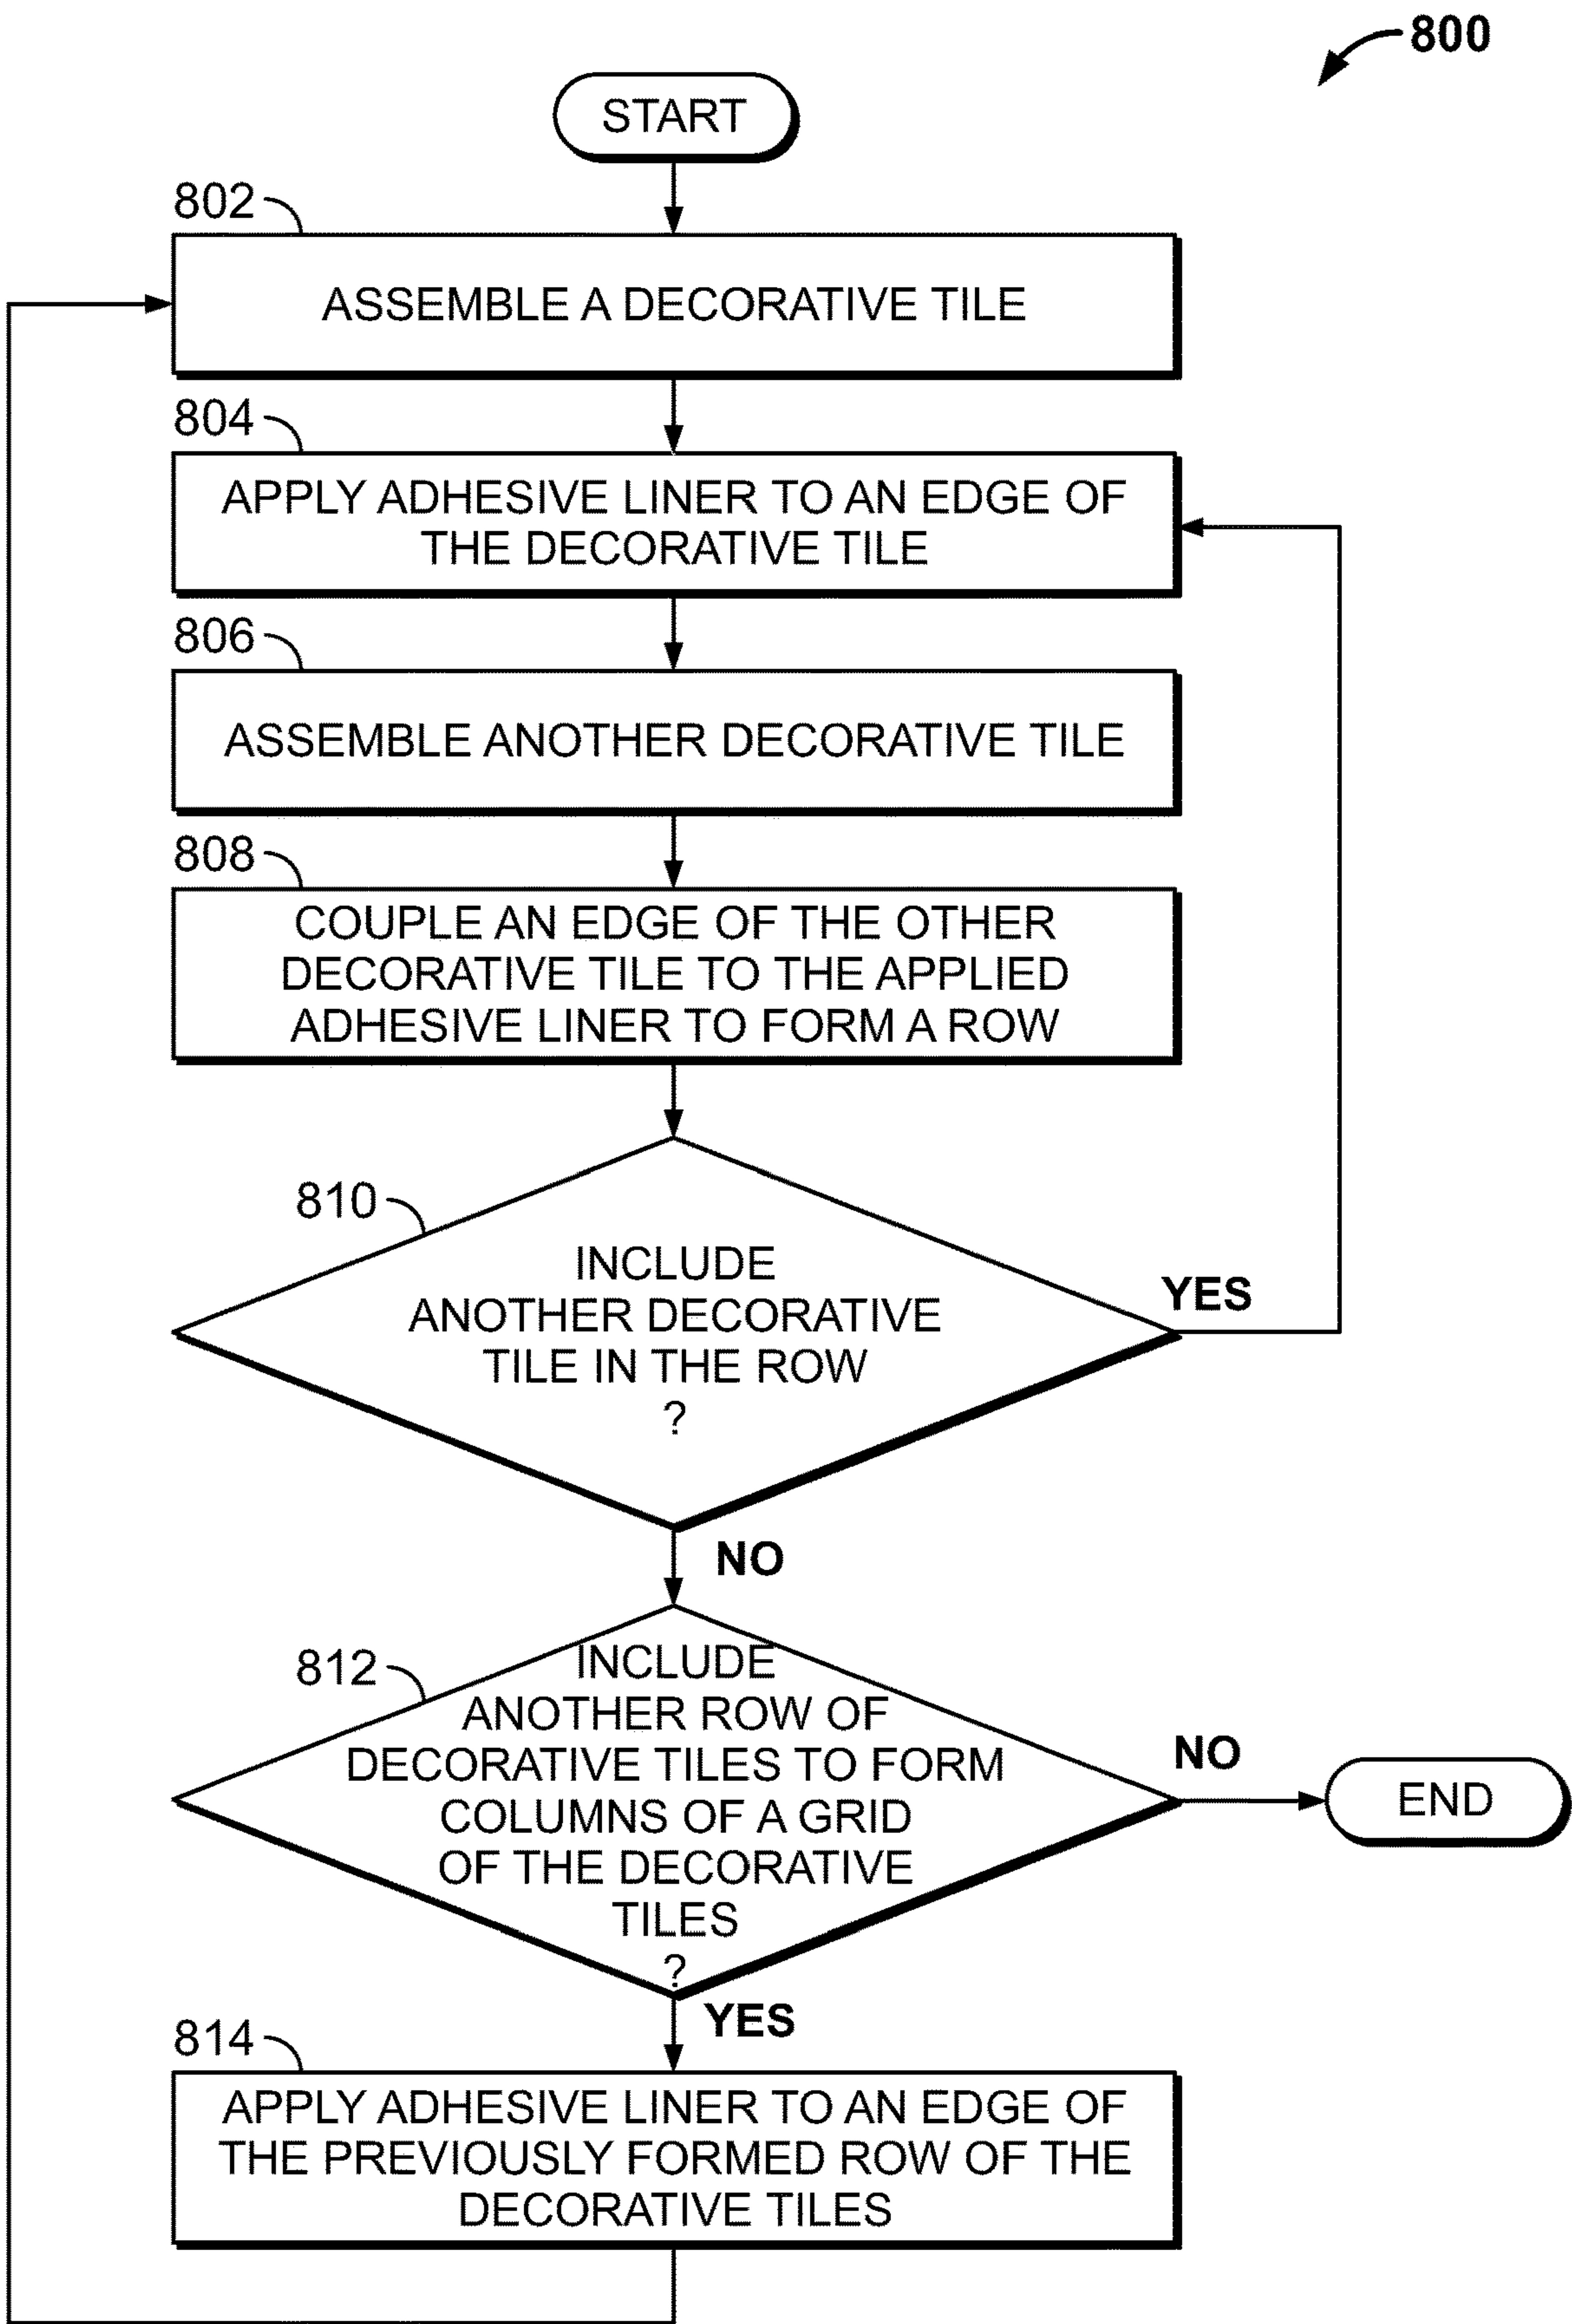 800
START
802
ASSEMBLE A DECORATIVE TILE
804
APPLY ADHESIVE LINER TO AN EDGE OF
THE DECORATIVE TILE
806
ASSEMBLE ANOTHER DECORATIVE TILE
808
COUPLE AN EDGE OF THE OTHER
DECORATIVE TILE TO THE APPLIED
ADHESIVE LINER TO FORM A ROW
810
INCLUDE
ANOTHER DECORATIVE
TILE IN THE ROW
?
YES
NO
812
INCLUDE
ANOTHER ROW OF
DECORATIVE TILES TO FORM
COLUMNS OF A GRID
OF THE DECORATIVE
TILES
?
NO
END
YES
814
APPLY ADHESIVE LINER TO AN EDGE OF
THE PREVIOUSLY FORMED ROW OF THE
DECORATIVE TILES